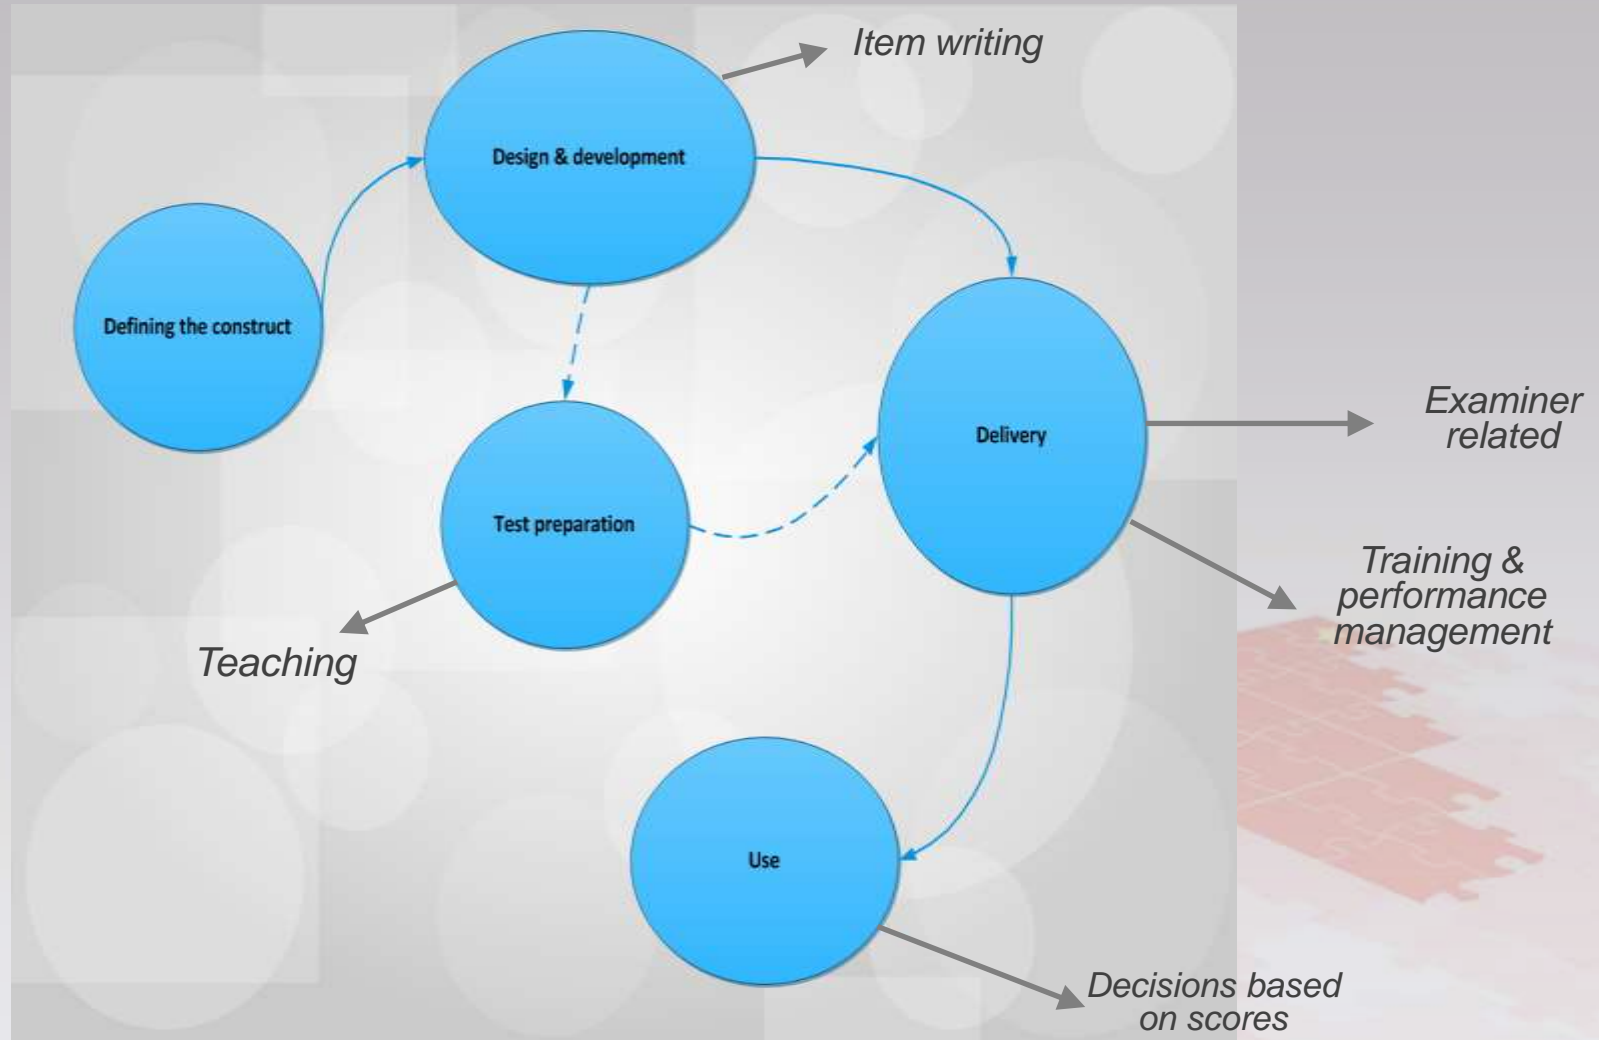 Item writing
Design & development
Defining the construct
Examiner
related
Delivery
Test preparation
Training &
performance
management
Teaching
Use
Decisions based
on scores